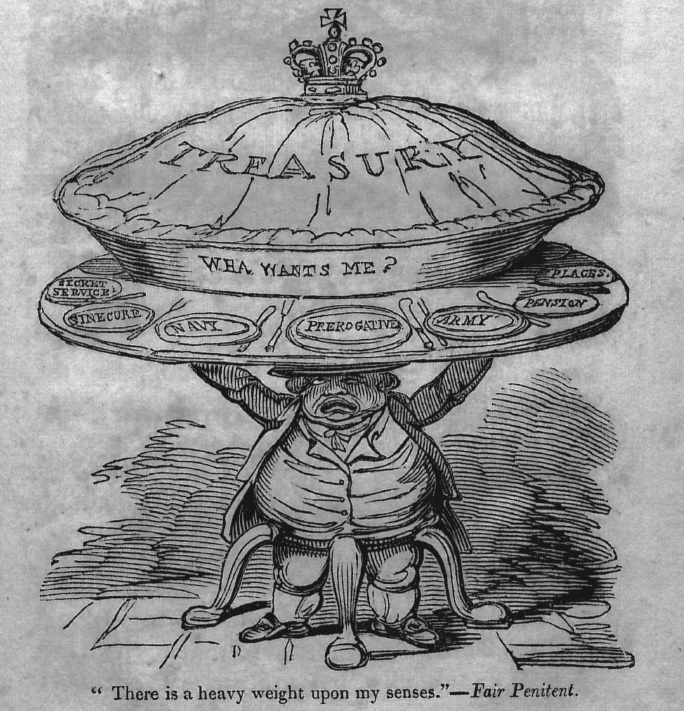 TREASURY
WHA WANTS ME?
SECRET
SERVICE.
PLACES.
SINECURE
NAVY
PREROGATIVE
ARMY
PENSION
“ There is a heavy weight upon my senses.”—Fair Penitent.